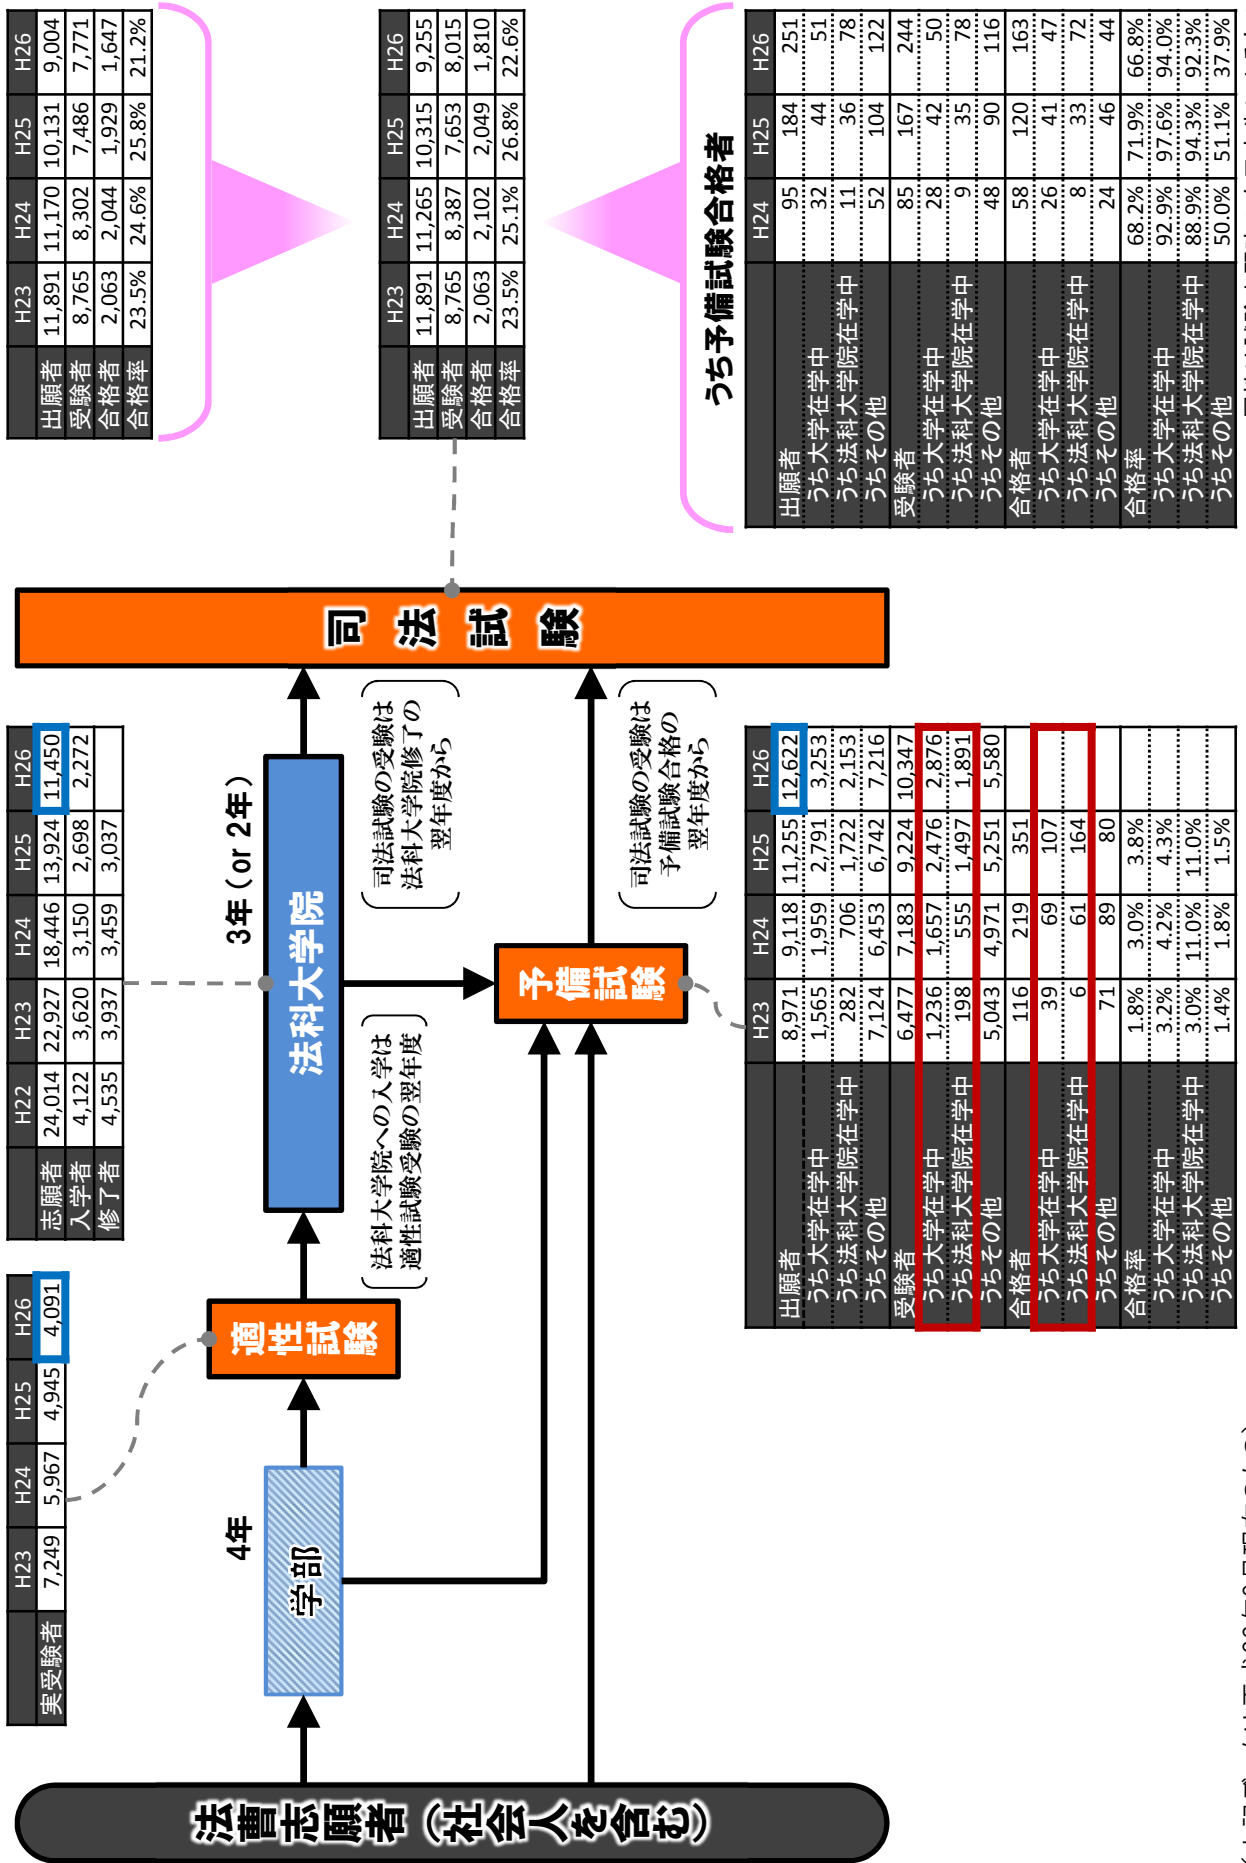 H23 H24 H25 H26
実受験者 7,249 5,967 4,945 4,091
H22 H23 H24 H25 H26
志願者 24,014 22,927 18,446 13,924 11,450
入学者 4,122 3,620 3,150 2,698 2,272
修了者 4,535 3,937 3,459 3,037
H23 H24 H25 H26
出願者 11,891 11,170 10,131 9,004
受験者 8,765 8,302 7,486 7,771
合格者 2,063 2,044 1,929 1,647
合格率 23.5% 24.6% 25.8% 21.2%
法曹志願者（社会人を含む）
4年
学部
適性試験
3年（or 2年）
法科大学院
法科大学院への入学は
適性試験受験の翌年度
司法試験の受験は
法科大学院修了の
翌年度から
予備試験
司法試験の受験は
予備試験合格の
翌年度から
司法試験
H23 H24 H25 H26
出願者 11,891 11,265 10,315 9,255
受験者 8,765 8,387 7,653 8,015
合格者 2,063 2,102 2,049 1,810
合格率 23.5% 25.1% 26.8% 22.6%
H23 H24 H25 H26
出願者 8,971 9,118 11,255 12,622
うち大学在学中 1,565 1,959 2,791 3,253
うち法科大学院在学中 282 706 1,722 2,153
うちその他 7,124 6,453 6,742 7,216
受験者 6,477 7,183 9,224 10,347
うち大学在学中 1,236 1,657 2,476 2,876
うち法科大学院在学中 198 555 1,497 1,891
うちその他 5,043 4,971 5,251 5,580
合格者 116 219 351
うち大学在学中 39 69 107
うち法科大学院在学中 6 61 164
うちその他 71 89 80
合格率 1.8% 3.0% 3.8%
うち大学在学中 3.2% 4.2% 4.3%
うち法科大学院在学中 3.0% 11.0% 11.0%
うちその他 1.4% 1.8% 1.5%
うち予備試験合格者
H24 H25 H26
出願者 95 184 251
うち大学在学中 32 44 51
うち法科大学院在学中 11 36 78
うちその他 52 104 122
受験者 85 167 244
うち大学在学中 28 42 50
うち法科大学院在学中 9 35 78
うちその他 48 90 116
合格者 58 120 163
うち大学在学中 26 41 47
うち法科大学院在学中 8 33 72
うちその他 24 46 44
合格率 68.2% 71.9% 66.8%
うち大学在学中 92.9% 97.6% 94.0%
うち法科大学院在学中 88.9% 94.3% 92.3%
うちその他 50.0% 51.1% 37.9%